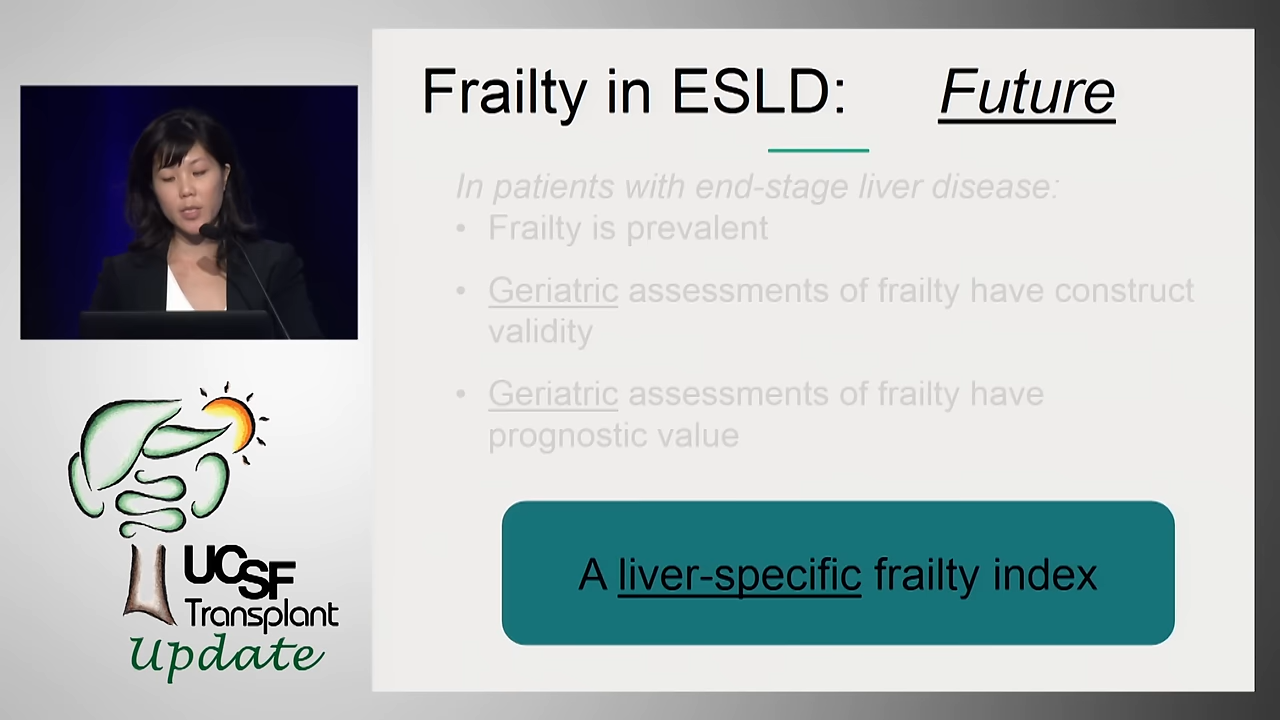 Frailty in ESLD: Future
In patients with end-stage liver disease:
• Frailty is prevalent
• Geriatric assessments of frailty have construct
validity
• Geriatric assessments of frailty have
prognostic value
A liver-specific frailty index
UCSF
Transplant
Update